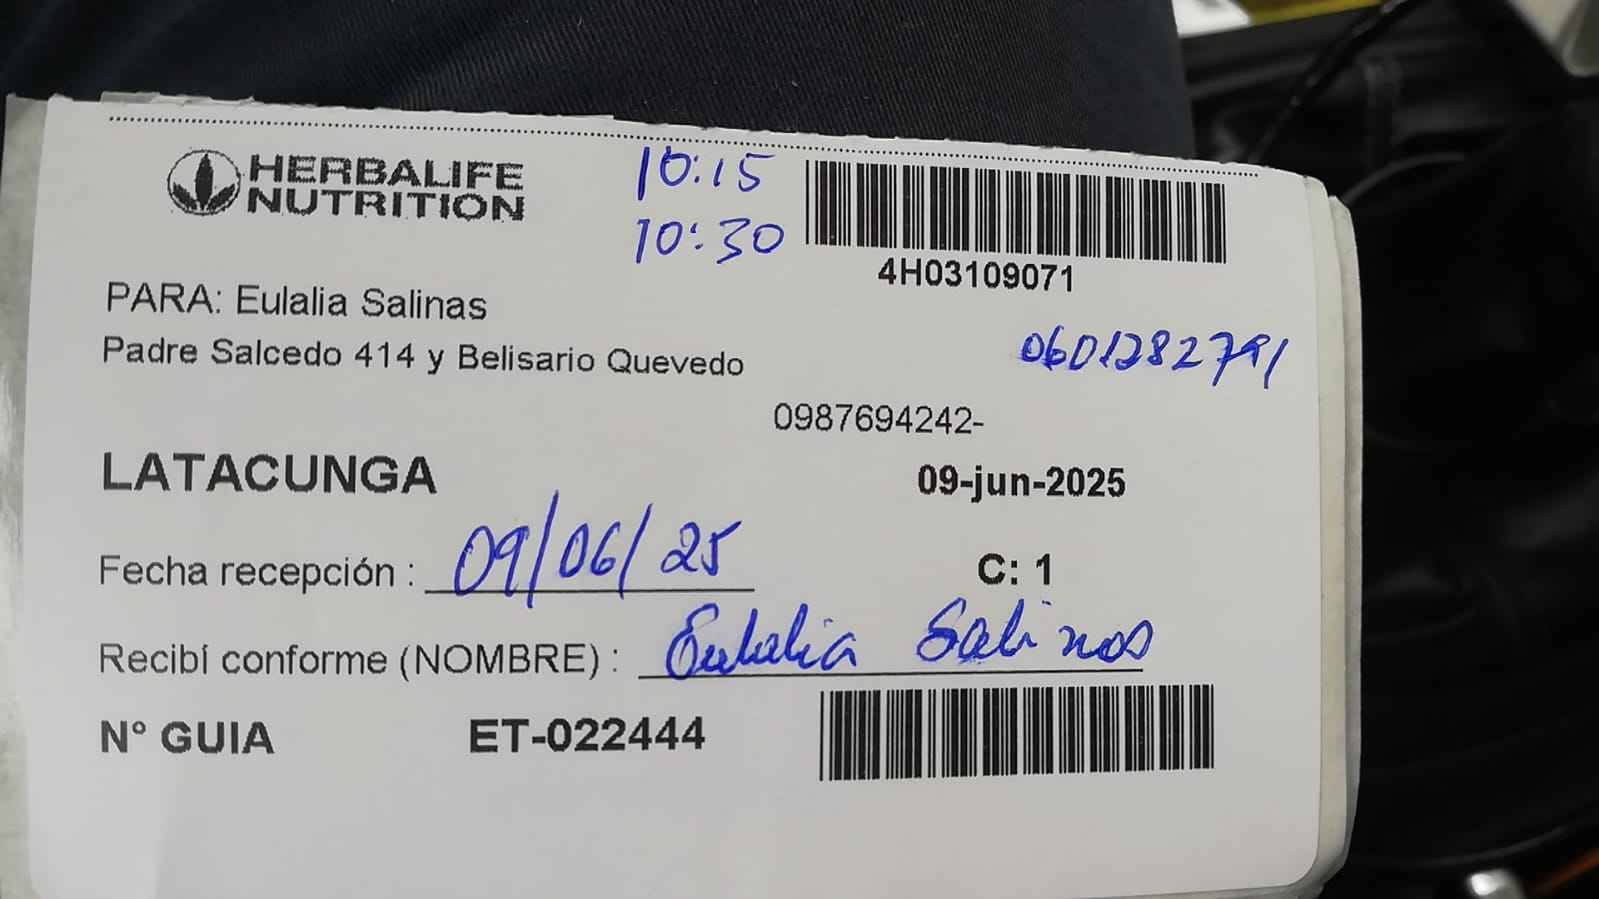 HERBALIFE
NUTRITION
10:15
10:30
4H03109071
PARA: Eulalia Salinas
Padre Salcedo 414 y Belisario Quevedo
0601282791
0987694242-
LATACUNGA
09-jun-2025
Fecha recepción : 09/06/25
C: 1
Recibí conforme (NOMBRE) : Eulalia Salinas
N° GUIA ET-022444